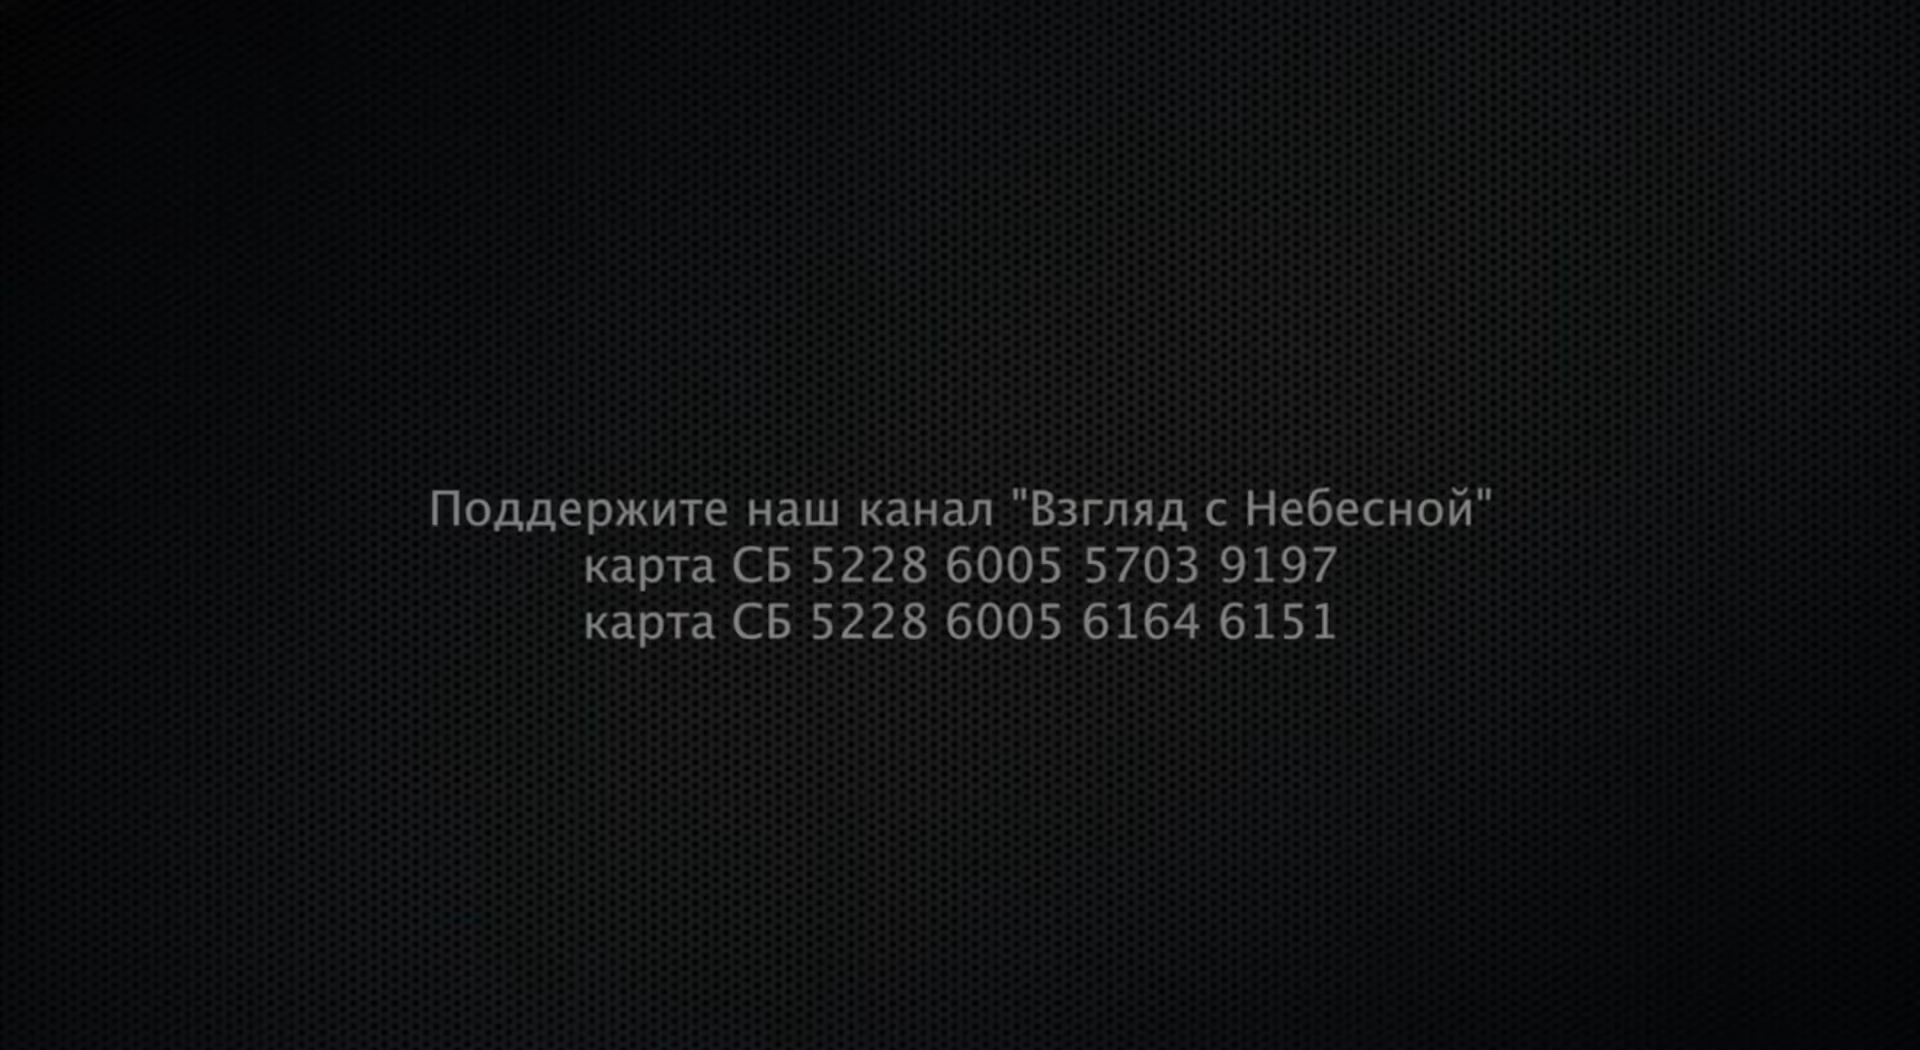 Поддержите наш канал "Взгляд с Небесной"
карта СБ 5228 6005 5703 9197
карта СБ 5228 6005 6164 6151